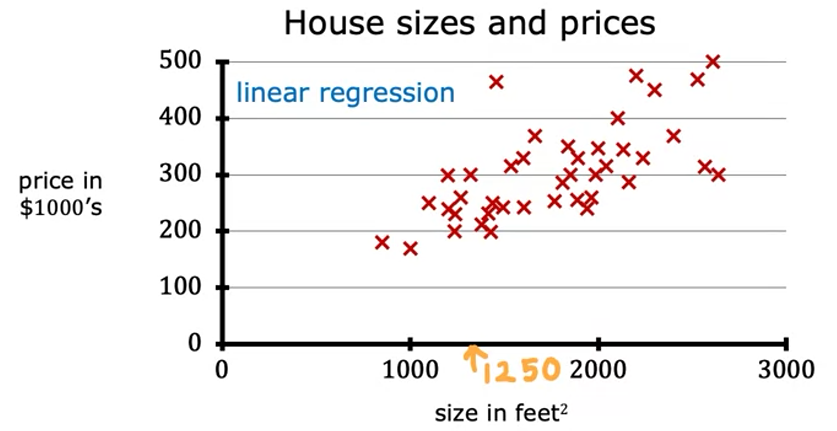 House sizes and prices
500
linear regression
400
300
price in
$1000's
200
100
0
0 1000 1250 2000 3000
size in feet²